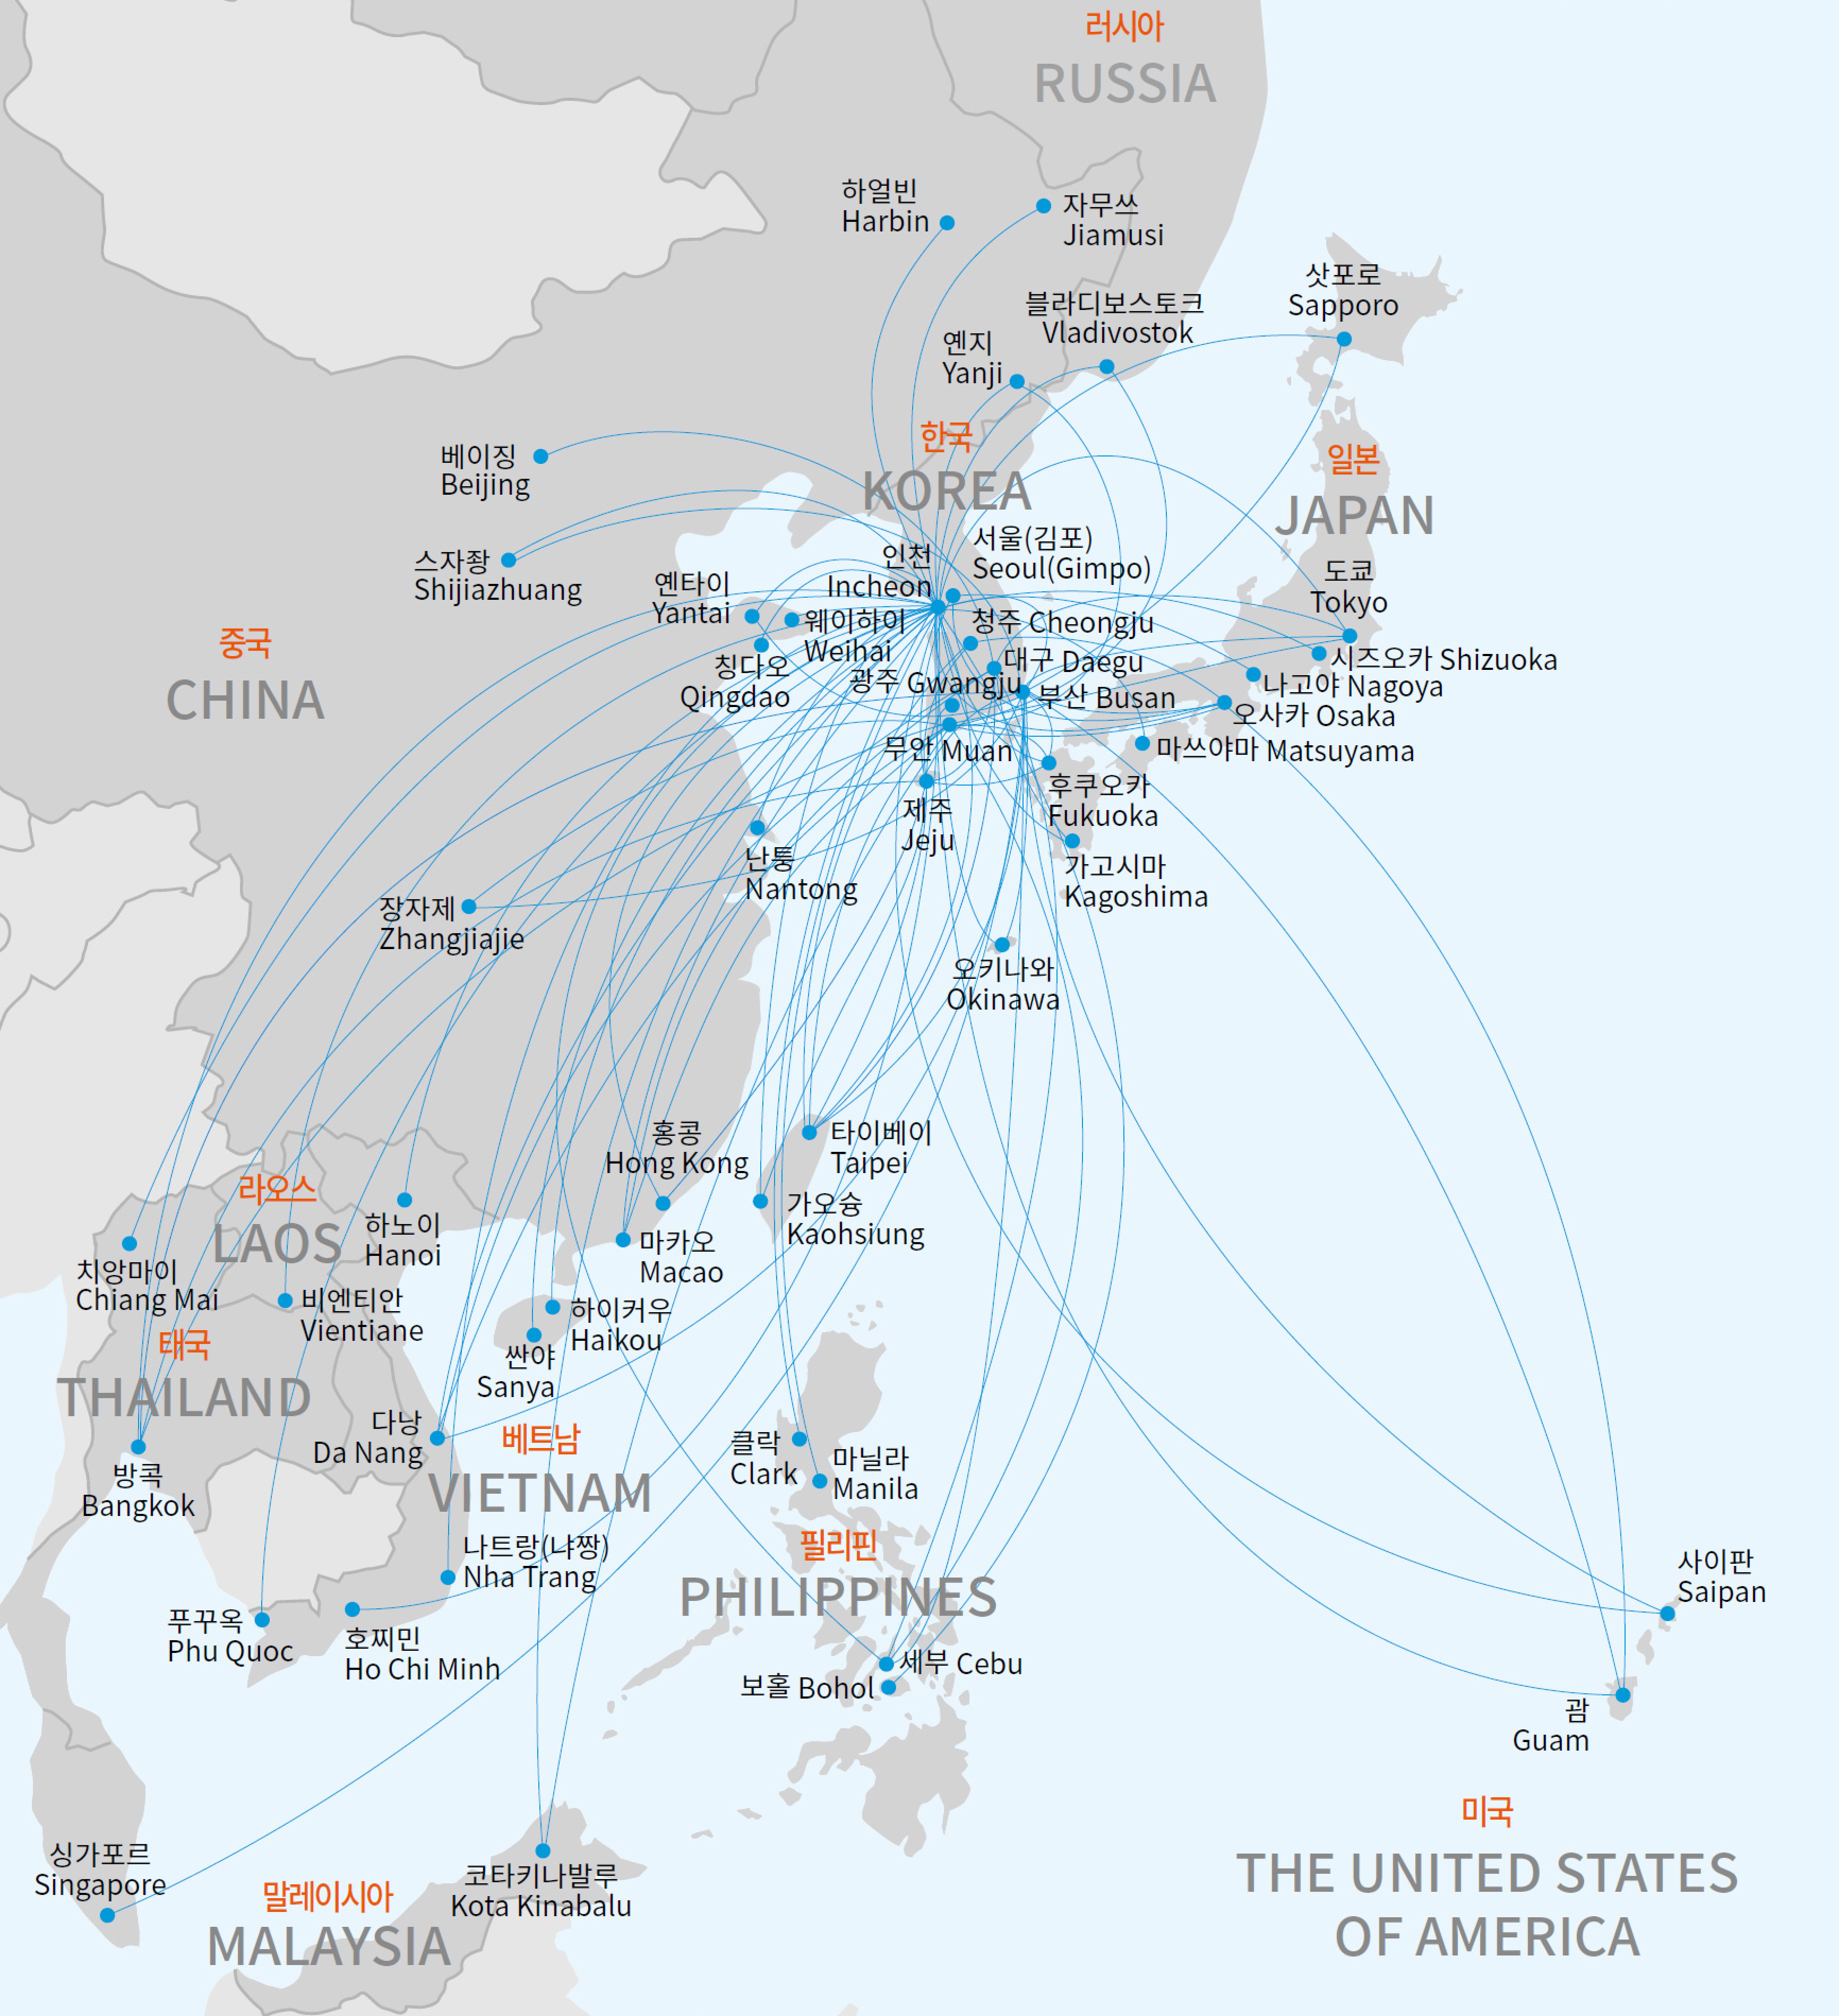 러시아
RUSSIA
하얼빈
Harbin
자무쓰
Jiamusi
삿포로
Sapporo
블라디보스토크
Vladivostok
옌지
Yanji
한국
KOREA
베이징
Beijing
일본
JAPAN
스자좡
Shijiazhuang
서울(김포)
Seoul(Gimpo)
인천
Incheon
옌타이
Yantai
도쿄
Tokyo
웨이하이
Weihai
청주 Cheongju
중국
CHINA
칭다오
Qingdao
대구 Daegu
시즈오카 Shizuoka
광주 Gwangju
나고야 Nagoya
부산 Busan
오사카 Osaka
무안 Muan
마쓰야마 Matsuyama
후쿠오카
Fukuoka
제주
Jeju
난퉁
Nantong
가고시마
Kagoshima
장자제
Zhangjiajie
오키나와
Okinawa
홍콩
Hong Kong
타이베이
Taipei
라오스
LAOS
하노이
Hanoi
가오슝
Kaohsiung
마카오
Macao
치앙마이
Chiang Mai
비엔티안
Vientiane
하이커우
Haikou
태국
THAILAND
싼야
Sanya
다낭
Da Nang
베트남
VIETNAM
클락
Clark
마닐라
Manila
방콕
Bangkok
나트랑(냐짱)
Nha Trang
필리핀
PHILIPPINES
사이판
Saipan
푸꾸옥
Phu Quoc
호찌민
Ho Chi Minh
세부 Cebu
보홀 Bohol
괌
Guam
미국
THE UNITED STATES
OF AMERICA
싱가포르
Singapore
말레이시아
MALAYSIA
코타키나발루
Kota Kinabalu